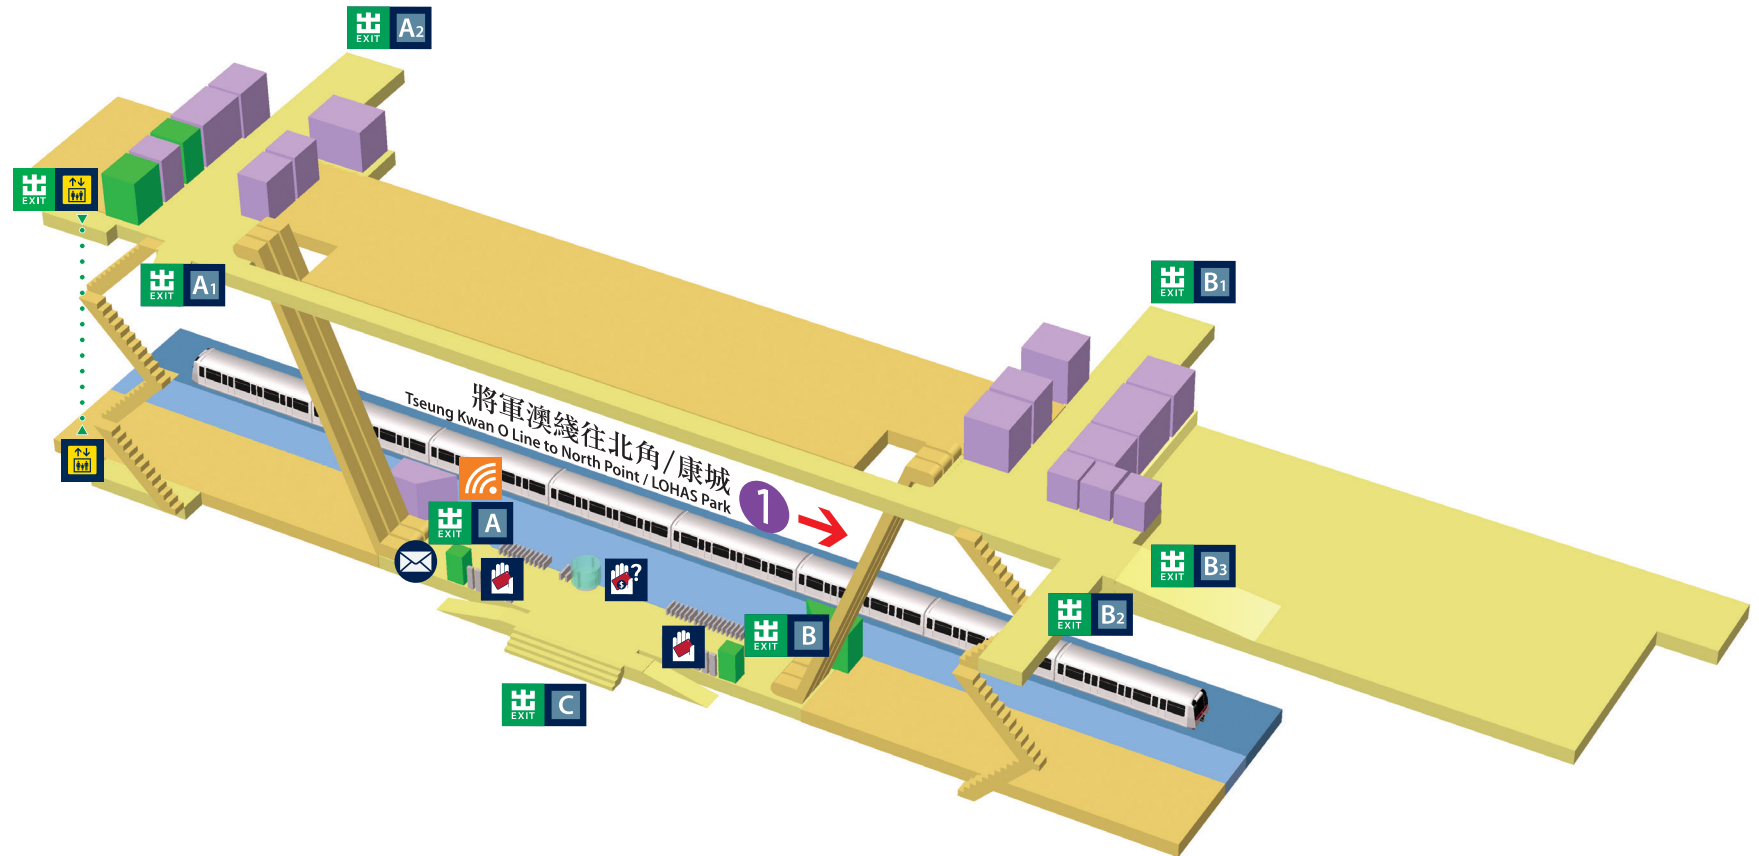 出 EXIT A2
出 EXIT
出 EXIT A1
出 EXIT B1
將軍澳綫往北角/康城
Tseung Kwan O Line to North Point / LOHAS Park
1
出 EXIT A
?
$
出 EXIT B3
出 EXIT B2
出 EXIT B
出 EXIT C